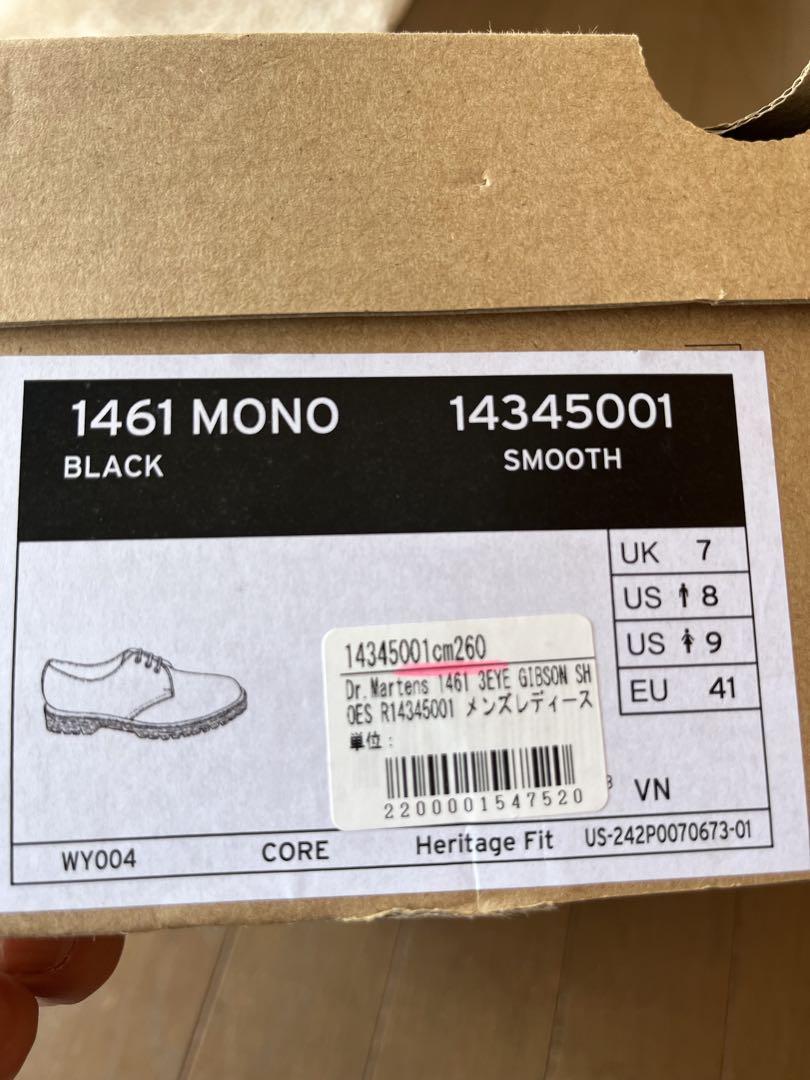 1461 MONO 14345001
BLACK SMOOTH
UK 7
US 8
US 9
EU 41
14345001cm260
Dr.Martens 1461 3EYE GIBSON SH
OES R14345001 メンズレディース
単位:
2200001547520
VN
WY004 CORE Heritage Fit US-242P0070673-01